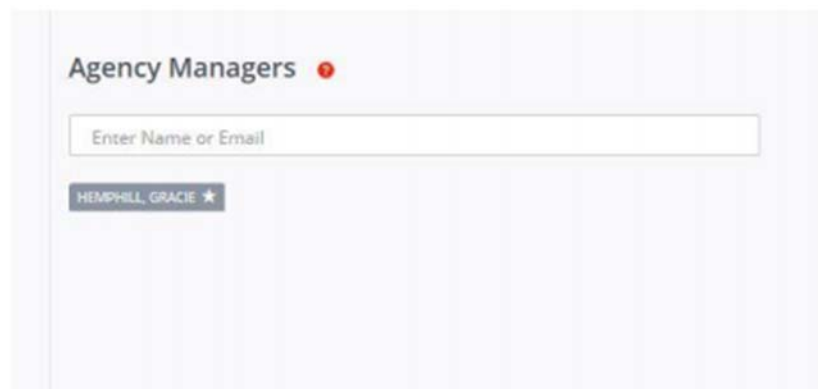 Agency Managers ?
Enter Name or Email
HEMPHILL, GRACIE ★